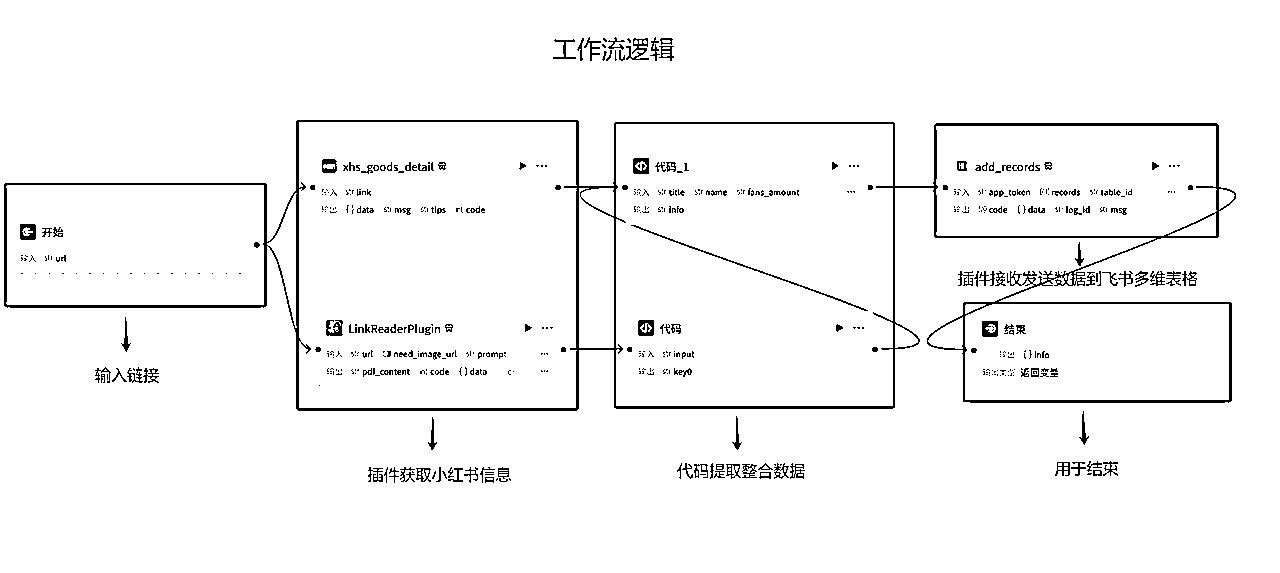 工作流逻辑
开始
输入 str url
输入链接
xhs_goods_detail
输入 str link
输出 {} data str msg str tips int code
LinkReaderPlugin
输入 str url need_image_url str prompt ...
输出 str pdf_content int code {} data ...
插件获取小红书信息
代码_1
输入 str title str name str fans_amount ...
输出 str info
代码
输入 str input
输出 str key0
代码提取整合数据
add_records
输入 str app_token [] records str table_id ...
输出 code {} data str log_id str msg
插件接收发送数据到飞书多维表格
结束
输出 {} info
输出类型 返回变量
用于结束